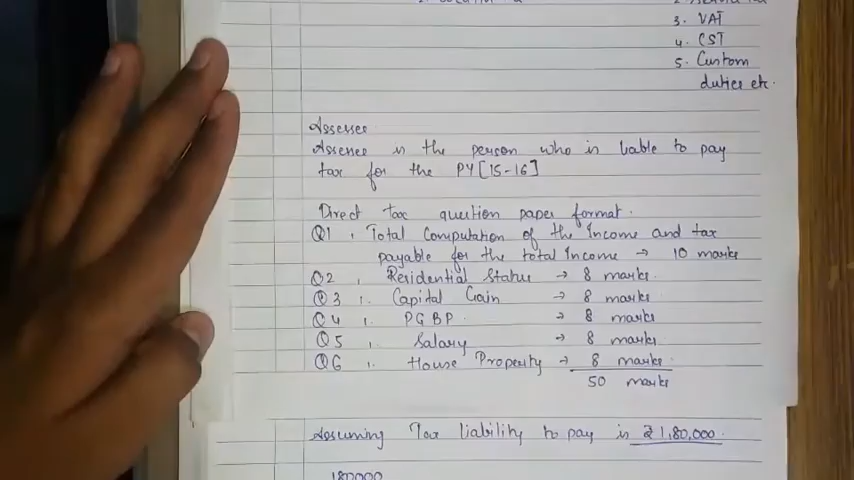 3. VAT
4. CST
5. Custom
duties etc.
Assessee
Assessee is the person who is liable to pay
tax for the PY[15-16]
Direct tax question paper format.
Q1. Total Computation of the Income and tax
payable for the total Income → 10 marks
Q2. Residential Status → 8 marks.
Q3. Capital Gain → 8 marks
Q4. PGBP. → 8 marks
Q5. Salary → 8 marks.
Q6. House Property → 8 marks.
50 marks
Assuming Tax liability to pay is ₹ 1,80,000.
180000